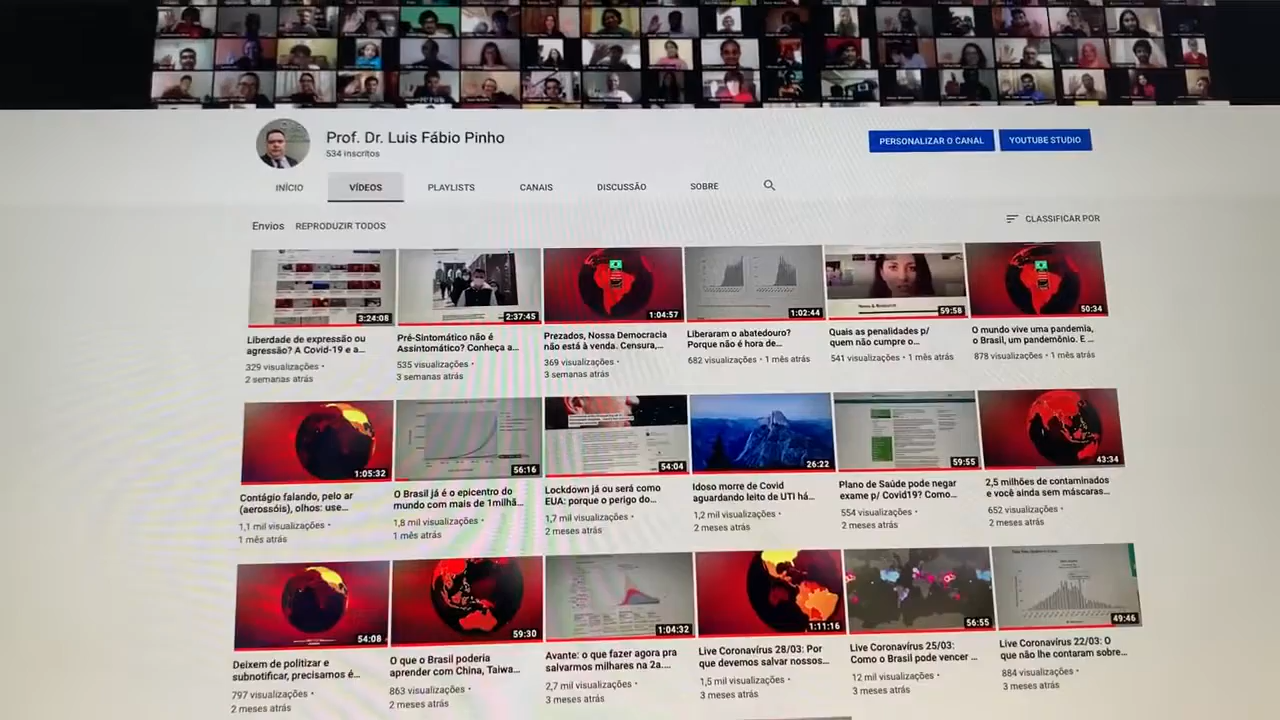 Prof. Dr. Luis Fábio Pinho
534 inscritos
PERSONALIZAR O CANAL
YOUTUBE STUDIO
INÍCIO
VÍDEOS
PLAYLISTS
CANAIS
DISCUSSÃO
SOBRE
Envios
REPRODUZIR TODOS
CLASSIFICAR POR
3:24:08
2:37:45
1:04:57
1:02:44
59:58
50:34
Liberdade de expressão ou
agressão? A Covid-19 e a...
329 visualizações •
2 semanas atrás
Pré-Sintomático não é
Assintomático? Conheça a...
535 visualizações •
3 semanas atrás
Prezados, Nossa Democracia
não está à venda. Censura,...
369 visualizações •
3 semanas atrás
Liberaram o abatedouro?
Porque não é hora de...
682 visualizações • 1 mês atrás
Quais as penalidades p/
quem não cumpre o...
541 visualizações • 1 mês atrás
O mundo vive uma pandemia,
o Brasil, um pandemônio. E ...
878 visualizações • 1 mês atrás
1:05:32
56:16
54:04
26:22
59:55
43:34
Contágio falando, pelo ar
(aerossóis), olhos: use...
1,1 mil visualizações •
1 mês atrás
O Brasil já é o epicentro do
mundo com mais de 1milhã...
1,8 mil visualizações •
1 mês atrás
Lockdown já ou será como
EUA: porque o perigo do...
1,7 mil visualizações •
2 meses atrás
Idoso morre de Covid
aguardando leito de UTI há...
1,2 mil visualizações •
2 meses atrás
Plano de Saúde pode negar
exame p/ Covid19? Como...
554 visualizações •
2 meses atrás
2,5 milhões de contaminados
e você ainda sem máscaras...
652 visualizações •
2 meses atrás
54:08
59:30
1:04:32
1:11:16
56:55
49:46
Deixem de politizar e
subnotificar, precisamos é...
797 visualizações •
2 meses atrás
O que o Brasil poderia
aprender com China, Taiwa...
863 visualizações •
2 meses atrás
Avante: o que fazer agora pra
salvarmos milhares na 2a....
2,7 mil visualizações •
3 meses atrás
Live Coronavírus 28/03: Por
que devemos salvar nossos...
1,5 mil visualizações •
3 meses atrás
Live Coronavírus 25/03:
Como o Brasil pode vencer ...
12 mil visualizações •
3 meses atrás
Live Coronavírus 22/03: O
que não lhe contaram sobre...
884 visualizações •
3 meses atrás